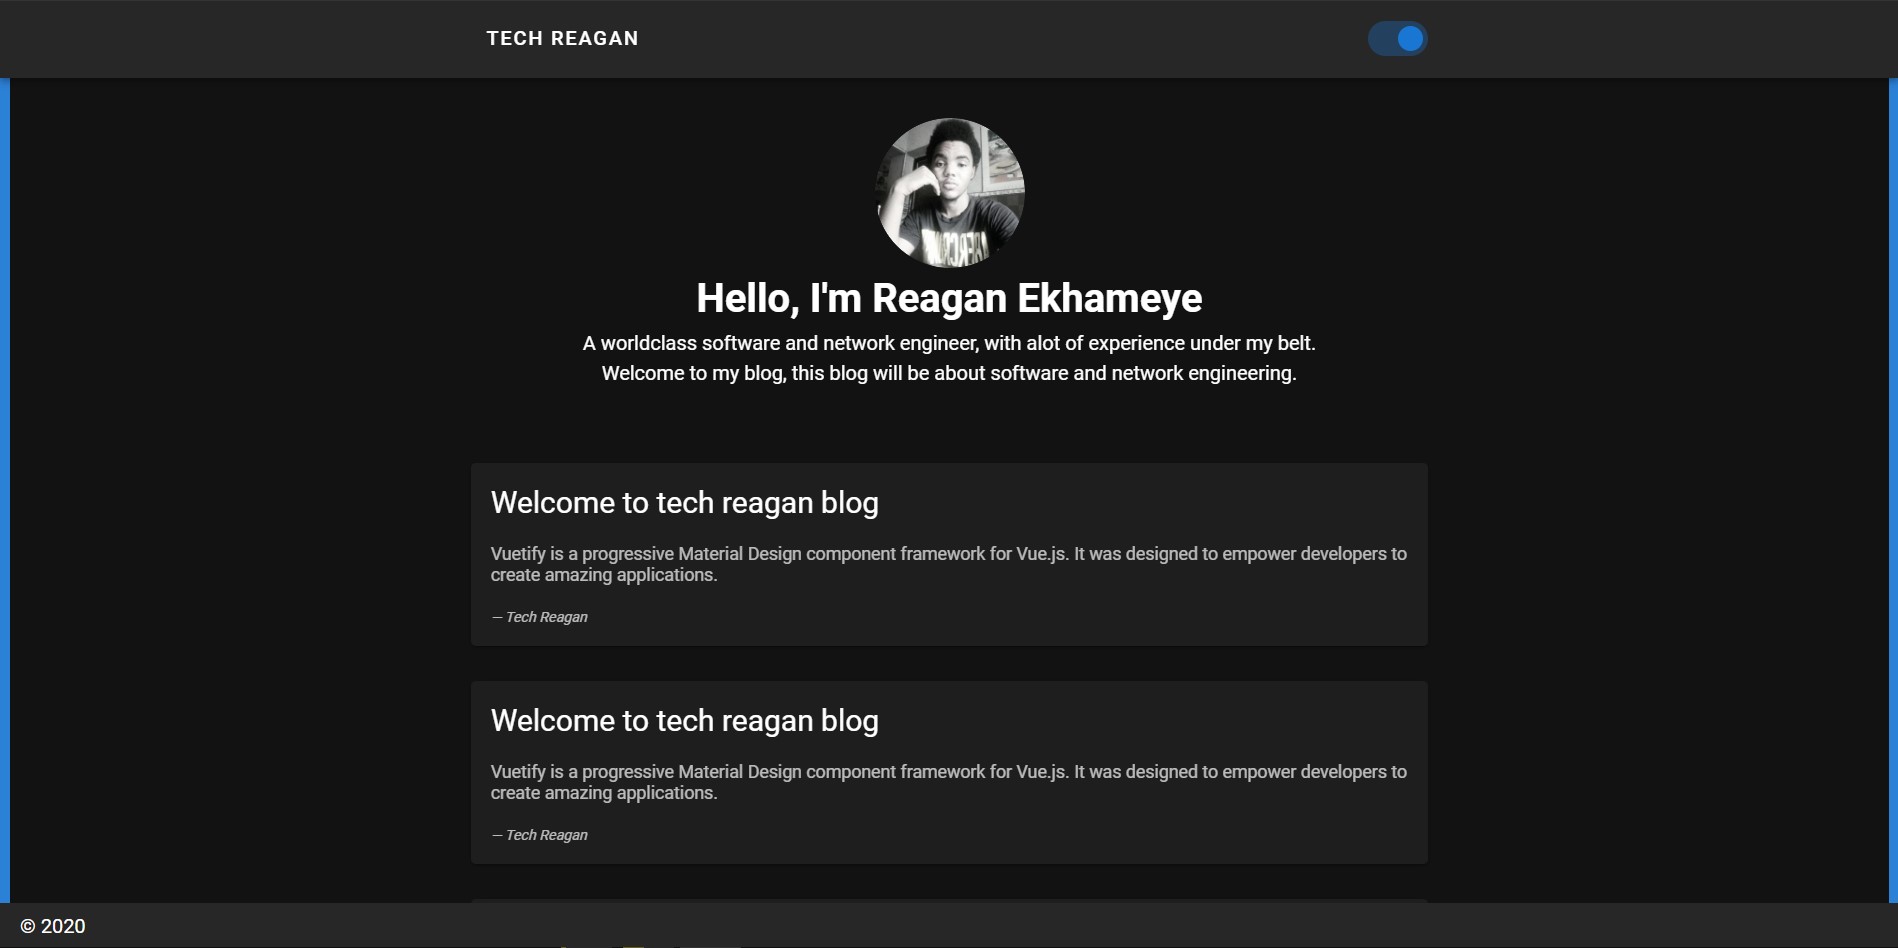 TECH REAGAN
Hello, I'm Reagan Ekhameye
A worldclass software and network engineer, with alot of experience under my belt.
Welcome to my blog, this blog will be about software and network engineering.
Welcome to tech reagan blog
Vuetify is a progressive Material Design component framework for Vue.js. It was designed to empower developers to
create amazing applications.
— Tech Reagan
Welcome to tech reagan blog
Vuetify is a progressive Material Design component framework for Vue.js. It was designed to empower developers to
create amazing applications.
— Tech Reagan
© 2020